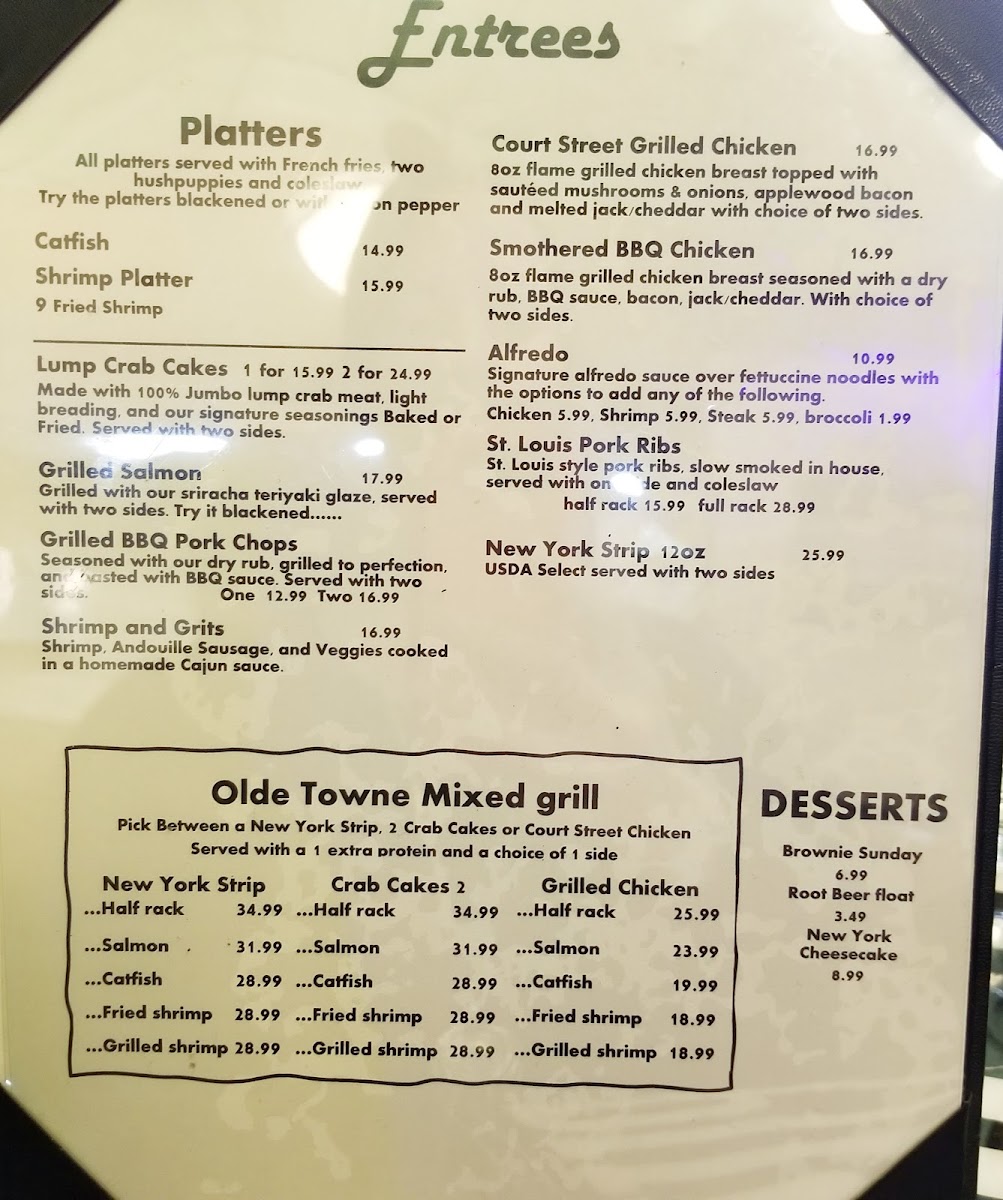 Entrees
Platters
All platters served with French fries, two
hushpuppies and coleslaw
Try the platters blackened or with on pepper
Catfish 14.99
Shrimp Platter 15.99
9 Fried Shrimp
Lump Crab Cakes 1 for 15.99 2 for 24.99
Made with 100% Jumbo lump crab meat, light
breading, and our signature seasonings Baked or
Fried. Served with two sides.
Grilled Salmon 17.99
Grilled with our sriracha teriyaki glaze, served
with two sides. Try it blackened......
Grilled BBQ Pork Chops
Seasoned with our dry rub, grilled to perfection,
and basted with BBQ sauce. Served with two
sides. One 12.99 Two 16.99
Shrimp and Grits 16.99
Shrimp, Andouille Sausage, and Veggies cooked
in a homemade Cajun sauce.
Court Street Grilled Chicken 16.99
8oz flame grilled chicken breast topped with
sautéed mushrooms & onions, applewood bacon
and melted jack/cheddar with choice of two sides.
Smothered BBQ Chicken 16.99
8oz flame grilled chicken breast seasoned with a dry
rub, BBQ sauce, bacon, jack/cheddar. With choice of
two sides.
Alfredo 10.99
Signature alfredo sauce over fettuccine noodles with
the options to add any of the following.
Chicken 5.99, Shrimp 5.99, Steak 5.99, broccoli 1.99
St. Louis Pork Ribs
St. Louis style pork ribs, slow smoked in house,
served with one side and coleslaw
half rack 15.99 full rack 28.99
New York Strip 12oz 25.99
USDA Select served with two sides
Olde Towne Mixed grill
Pick Between a New York Strip, 2 Crab Cakes or Court Street Chicken
Served with a 1 extra protein and a choice of 1 side
New York Strip Crab Cakes 2 Grilled Chicken
...Half rack 34.99 ...Half rack 34.99 ...Half rack 25.99
...Salmon 31.99 ...Salmon 31.99 ...Salmon 23.99
...Catfish 28.99 ...Catfish 28.99 ...Catfish 19.99
...Fried shrimp 28.99 ...Fried shrimp 28.99 ...Fried shrimp 18.99
...Grilled shrimp 28.99 ...Grilled shrimp 28.99 ...Grilled shrimp 18.99
DESSERTS
Brownie Sunday
6.99
Root Beer float
3.49
New York
Cheesecake
8.99